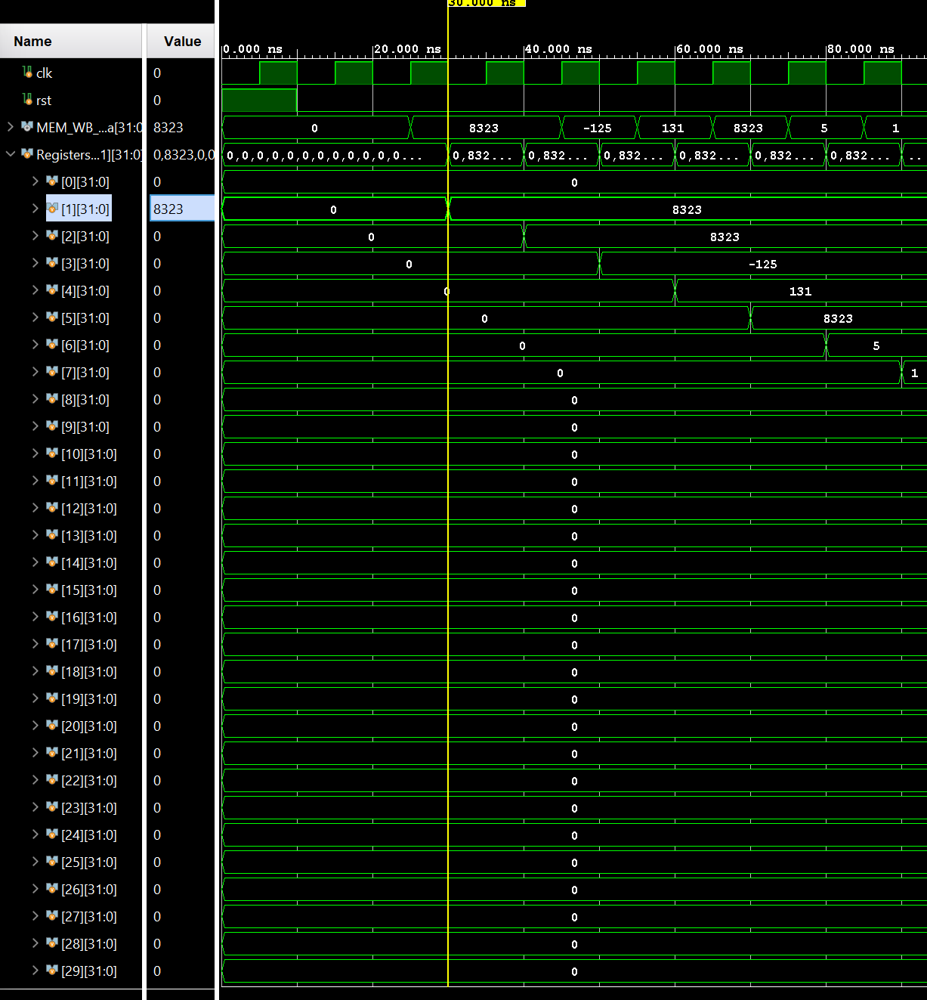 30.000 ns
Name Value
0.000 ns 20.000 ns 40.000 ns 60.000 ns 80.000 ns
clk 0
rst 0
MEM_WB_...a[31:0 8323 0 8323 -125 131 8323 5 1
Registers...1][31:0] 0,8323,0,0 0,0,0,0,0,0,0,0,0,0... 0,832... 0,832... 0,832... 0,832... 0,832... 0,832... ..
[0][31:0] 0 0
[1][31:0] 8323 0 8323
[2][31:0] 0 0 8323
[3][31:0] 0 0 -125
[4][31:0] 0 0 131
[5][31:0] 0 0 8323
[6][31:0] 0 0 5
[7][31:0] 0 0 1
[8][31:0] 0 0
[9][31:0] 0 0
[10][31:0] 0 0
[11][31:0] 0 0
[12][31:0] 0 0
[13][31:0] 0 0
[14][31:0] 0 0
[15][31:0] 0 0
[16][31:0] 0 0
[17][31:0] 0 0
[18][31:0] 0 0
[19][31:0] 0 0
[20][31:0] 0 0
[21][31:0] 0 0
[22][31:0] 0 0
[23][31:0] 0 0
[24][31:0] 0 0
[25][31:0] 0 0
[26][31:0] 0 0
[27][31:0] 0 0
[28][31:0] 0 0
[29][31:0] 0 0